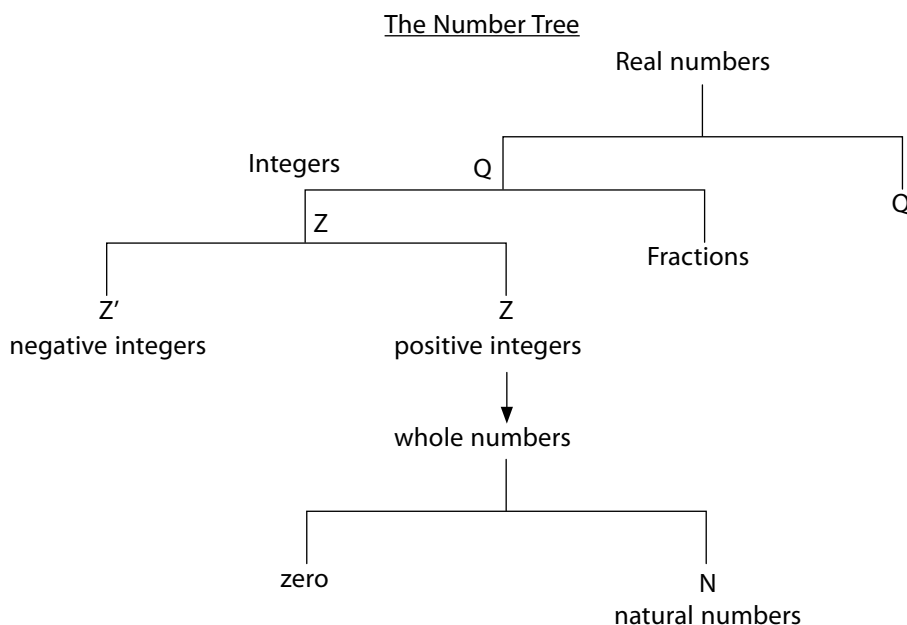 The Number Tree
Real numbers
Integers
Q
Q
Z
Fractions
Z'
Z
negative integers
positive integers
whole numbers
zero
N
natural numbers